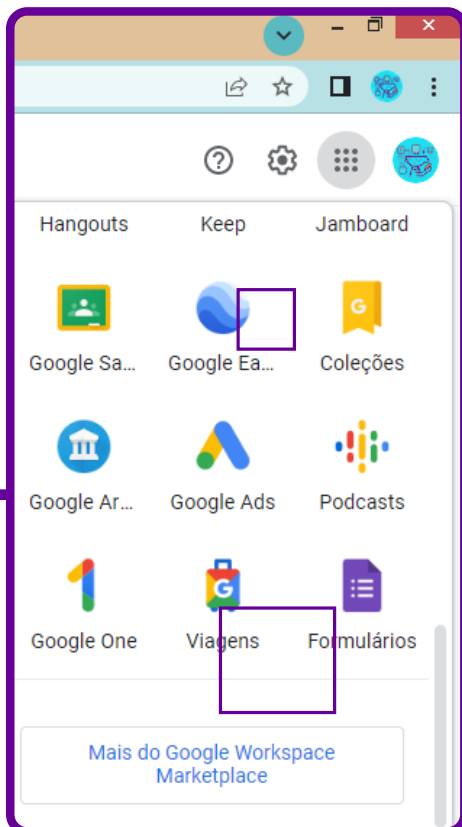 Hangouts Keep Jamboard
Google Sa... Google Ea... Coleções
Google Ar... Google Ads Podcasts
Google One Viagens Formulários
Mais do Google Workspace
Marketplace